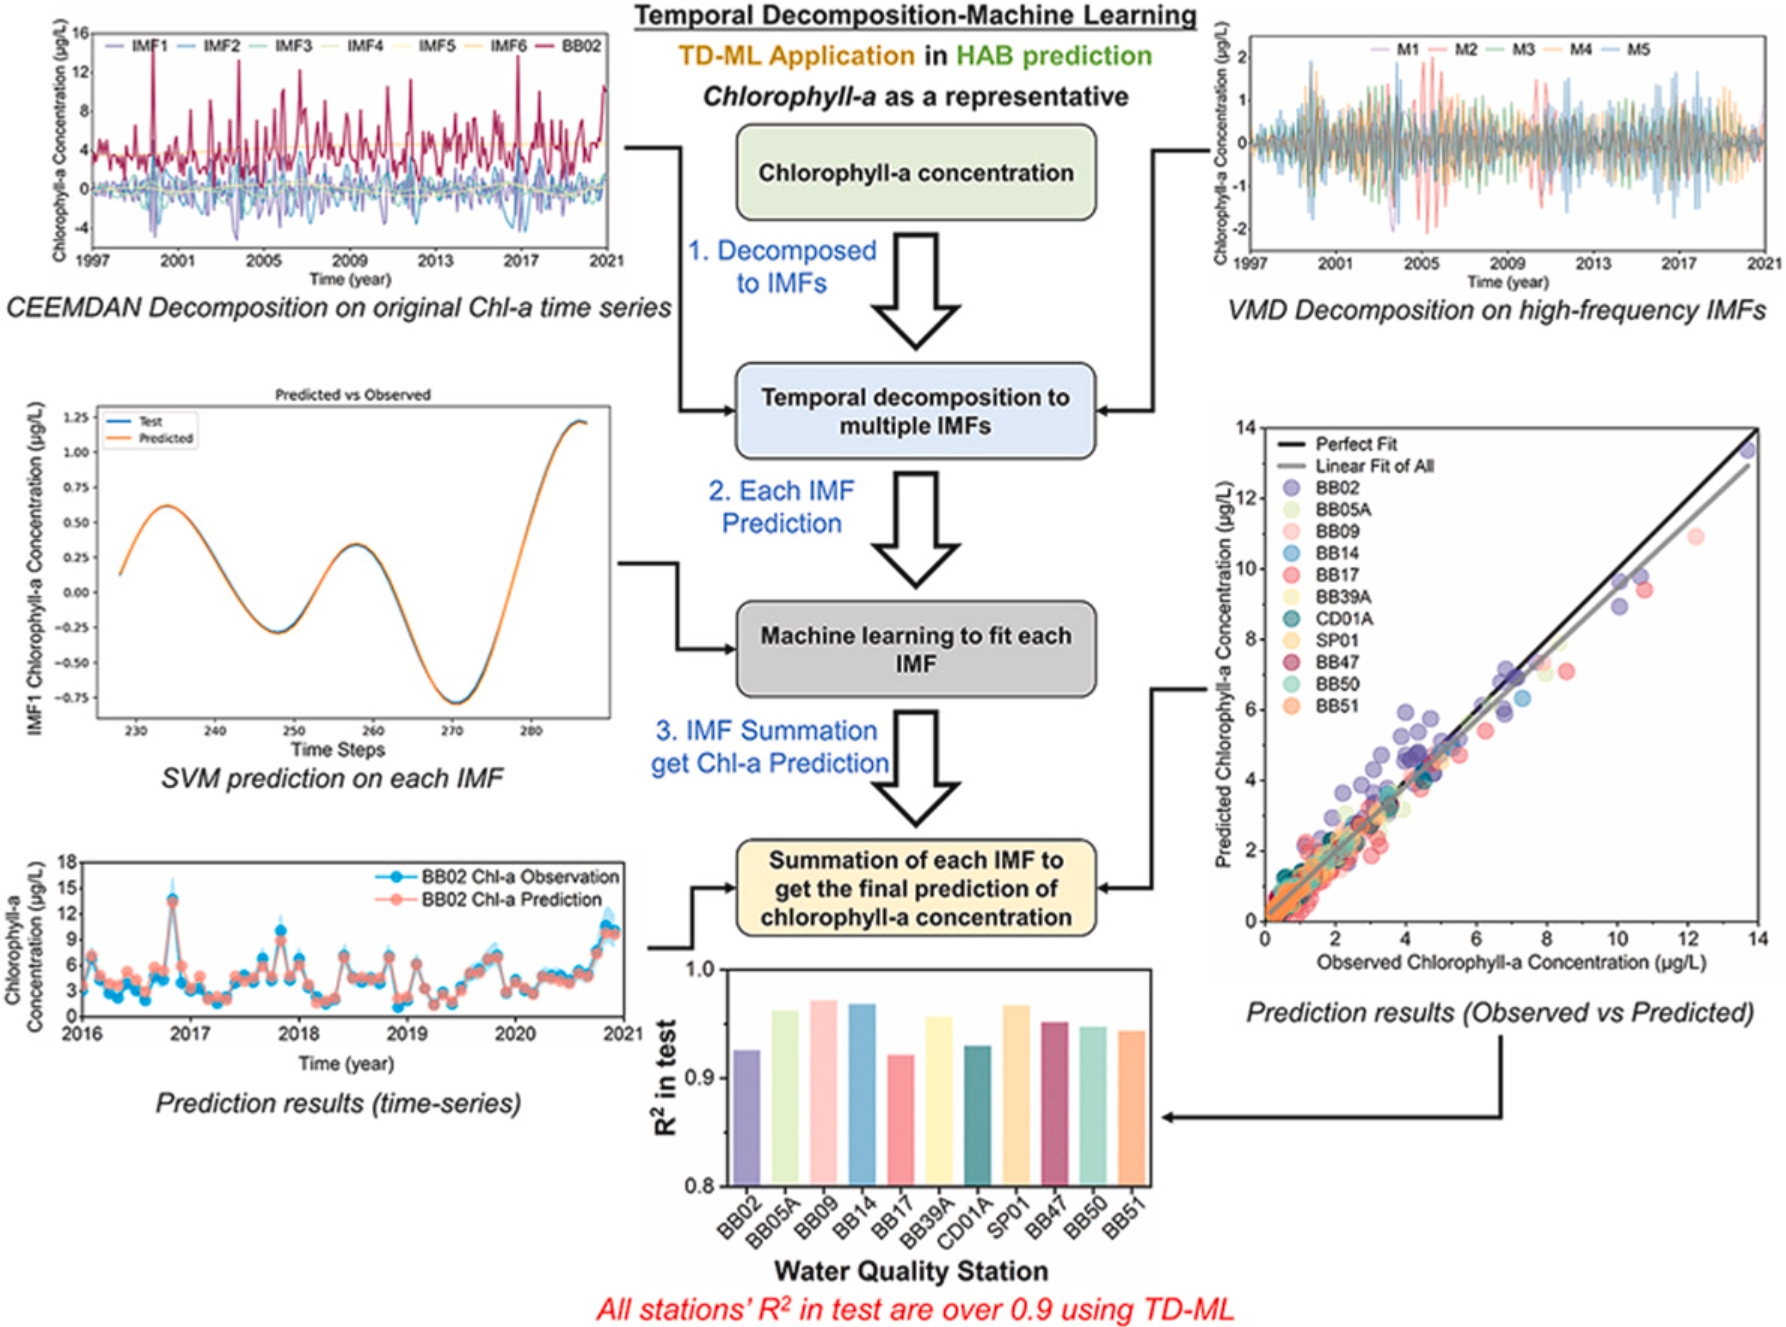 Temporal Decomposition-Machine Learning
TD-ML Application in HAB prediction
Chlorophyll-a as a representative
Chlorophyll-a Concentration (μg/L)
16
12
8
4
0
-4
IMF1 IMF2 IMF3 IMF4 IMF5 IMF6 BB02
1997 2001 2005 2009 2013 2017 2021
Time (year)
CEEMDAN Decomposition on original Chl-a time series
Chlorophyll-a concentration
1. Decomposed
to IMFs
Temporal decomposition to
multiple IMFs
2. Each IMF
Prediction
Machine learning to fit each
IMF
3. IMF Summation
get Chl-a Prediction
Summation of each IMF to
get the final prediction of
chlorophyll-a concentration
Chlorophyll-a Concentration (μg/L)
2
1
0
-1
-2
M1 M2 M3 M4 M5
1997 2001 2005 2009 2013 2017 2021
Time (year)
VMD Decomposition on high-frequency IMFs
Predicted vs Observed
IMF1 Chlorophyll-a Concentration (μg/L)
1.25
1.00
0.75
0.50
0.25
0.00
−0.25
−0.50
−0.75
Test
Predicted
230 240 250 260 270 280
Time Steps
SVM prediction on each IMF
Predicted Chlorophyll-a Concentration (μg/L)
14
12
10
8
6
4
2
0
Perfect Fit
Linear Fit of All
BB02
BB05A
BB09
BB14
BB17
BB39A
CD01A
SP01
BB47
BB50
BB51
0 2 4 6 8 10 12 14
Observed Chlorophyll-a Concentration (μg/L)
Prediction results (Observed vs Predicted)
Chlorophyll-a
Concentration (μg/L)
18
15
12
9
6
3
0
BB02 Chl-a Observation
BB02 Chl-a Prediction
2016 2017 2018 2019 2020 2021
Time (year)
Prediction results (time-series)
R² in test
1.0
0.9
0.8
BB02 BB05A BB09 BB14 BB17 BB39A CD01A SP01 BB47 BB50 BB51
Water Quality Station
All stations' R² in test are over 0.9 using TD-ML